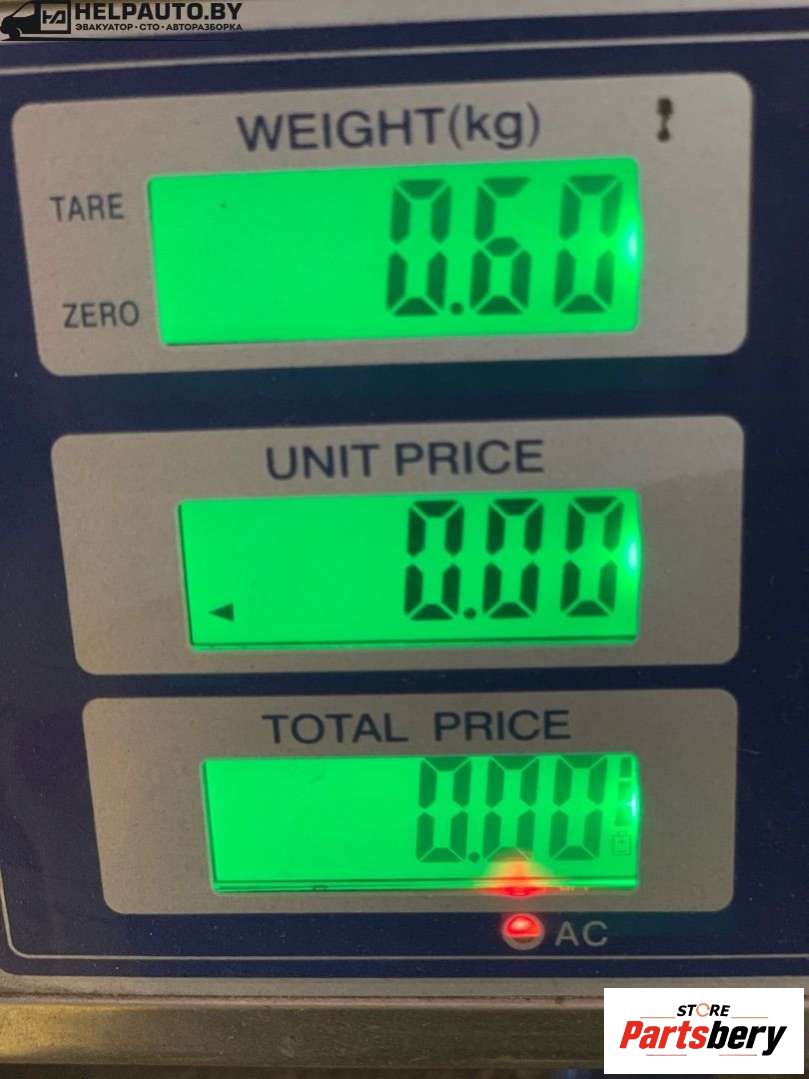 HELPAUTO.BY
ЭВАКУАТОР • СТО • АВТОРАЗБОРКА
WEIGHT(kg)
TARE
0.60
ZERO
UNIT PRICE
0.00
TOTAL PRICE
0.00
AC
STORE
Partsbery